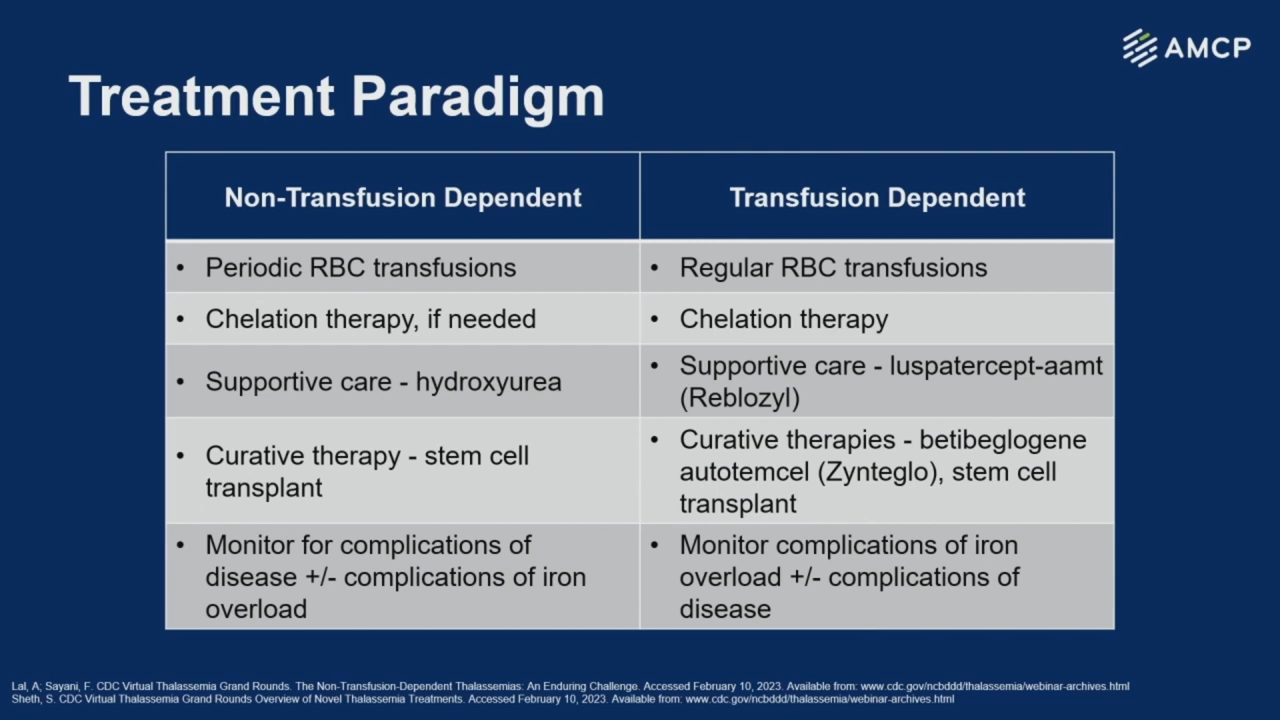 AMCP
Treatment Paradigm
Non-Transfusion Dependent
Transfusion Dependent
• Periodic RBC transfusions
• Regular RBC transfusions
• Chelation therapy, if needed
• Chelation therapy
• Supportive care - hydroxyurea
• Supportive care - luspatercept-aamt
(Reblozyl)
• Curative therapy - stem cell
transplant
• Curative therapies - betibeglogene
autotemcel (Zynteglo), stem cell
transplant
• Monitor for complications of
disease +/- complications of iron
overload
• Monitor complications of iron
overload +/- complications of
disease
Lal, A; Sayani, F. CDC Virtual Thalassemia Grand Rounds. The Non-Transfusion-Dependent Thalassemias: An Enduring Challenge. Accessed February 10, 2023. Available from: www.cdc.gov/ncbddd/thalassemia/webinar-archives.html
Sheth, S. CDC Virtual Thalassemia Grand Rounds Overview of Novel Thalassemia Treatments. Accessed February 10, 2023. Available from: www.cdc.gov/ncbddd/thalassemia/webinar-archives.html